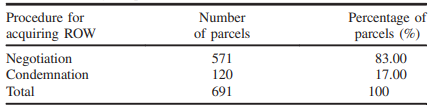 Procedure for Number Percentage of
acquiring ROW of parcels parcels (%)
Negotiation 571 83.00
Condemnation 120 17.00
Total 691 100